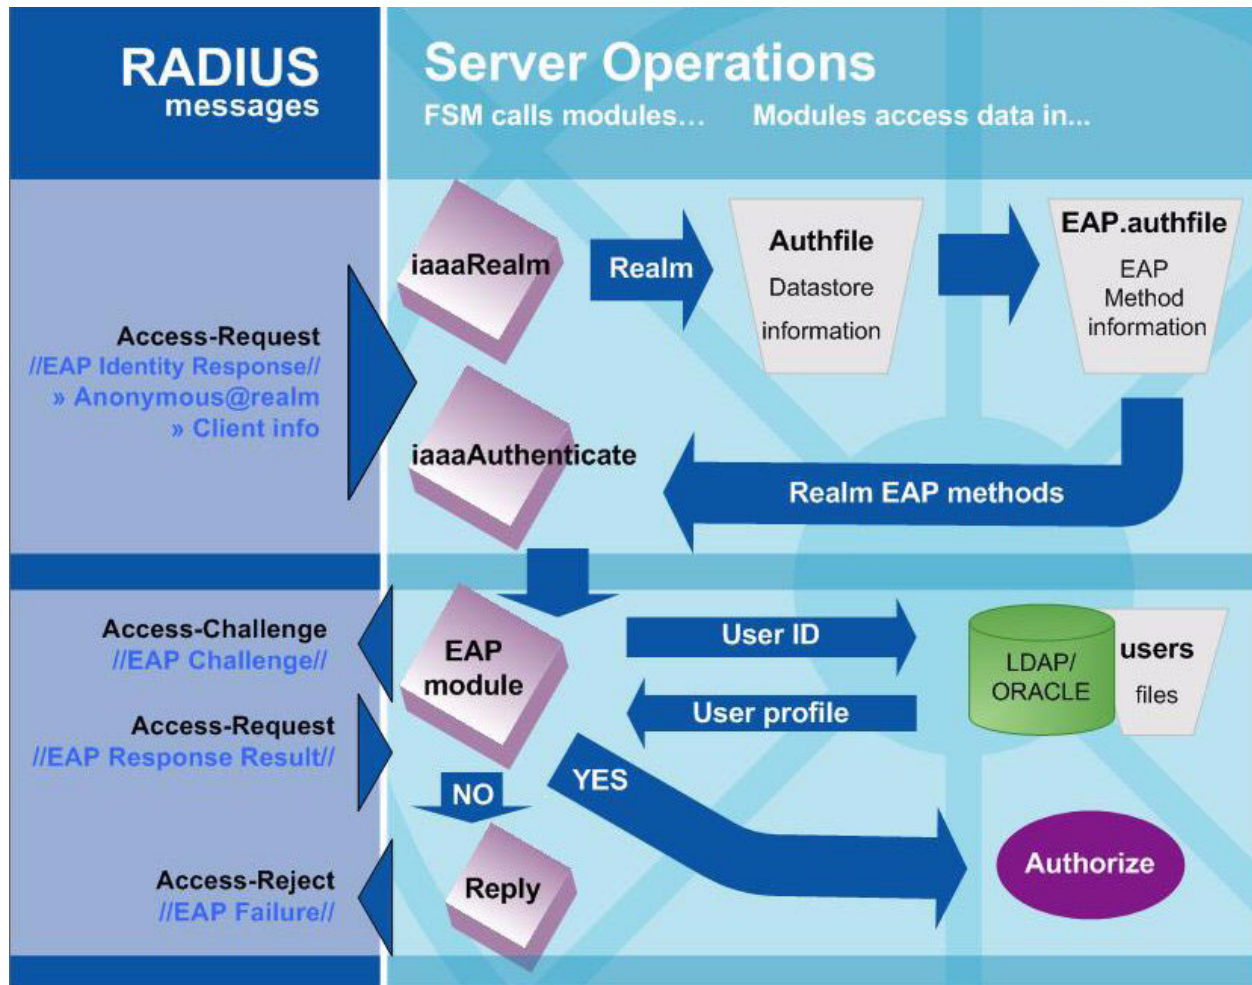 RADIUS
messages
Server Operations
FSM calls modules…
Modules access data in...
Access-Request
//EAP Identity Response//
» Anonymous@realm
» Client info
iaaaRealm
Realm
Authfile
Datastore
information
EAP.authfile
EAP
Method
information
iaaaAuthenticate
Realm EAP methods
Access-Challenge
//EAP Challenge//
Access-Request
//EAP Response Result//
EAP
module
User ID
User profile
LDAP/
ORACLE
users
files
NO
YES
Access-Reject
//EAP Failure//
Reply
Authorize